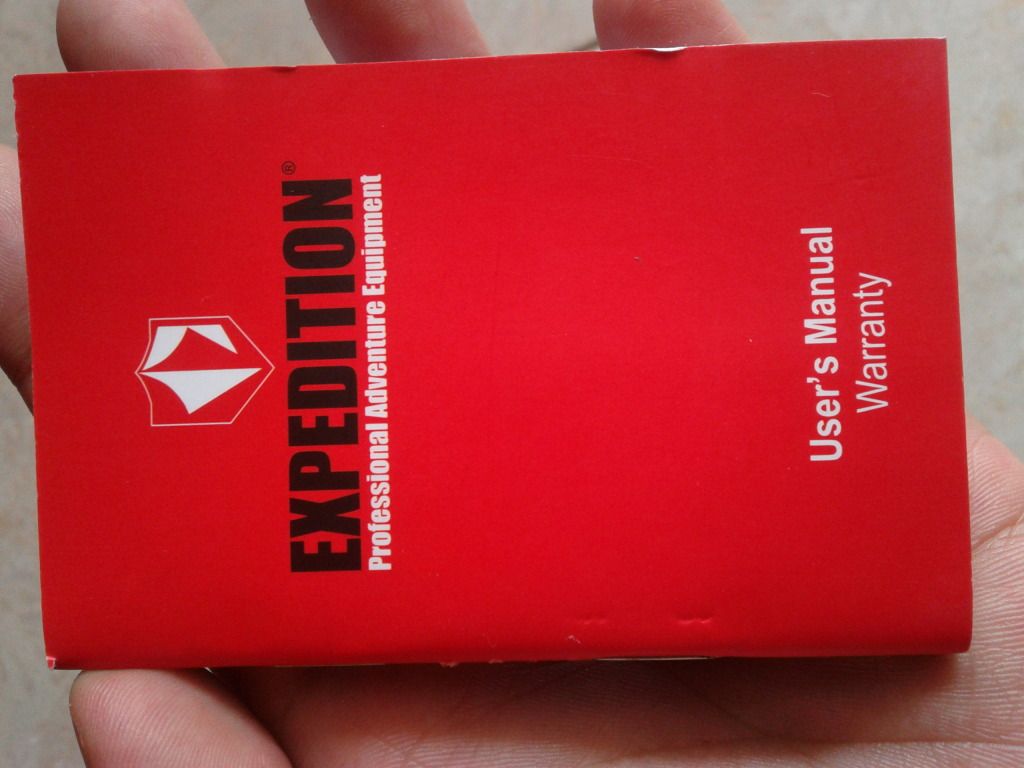 EXPEDITION®
Professional Adventure Equipment
User's Manual
Warranty